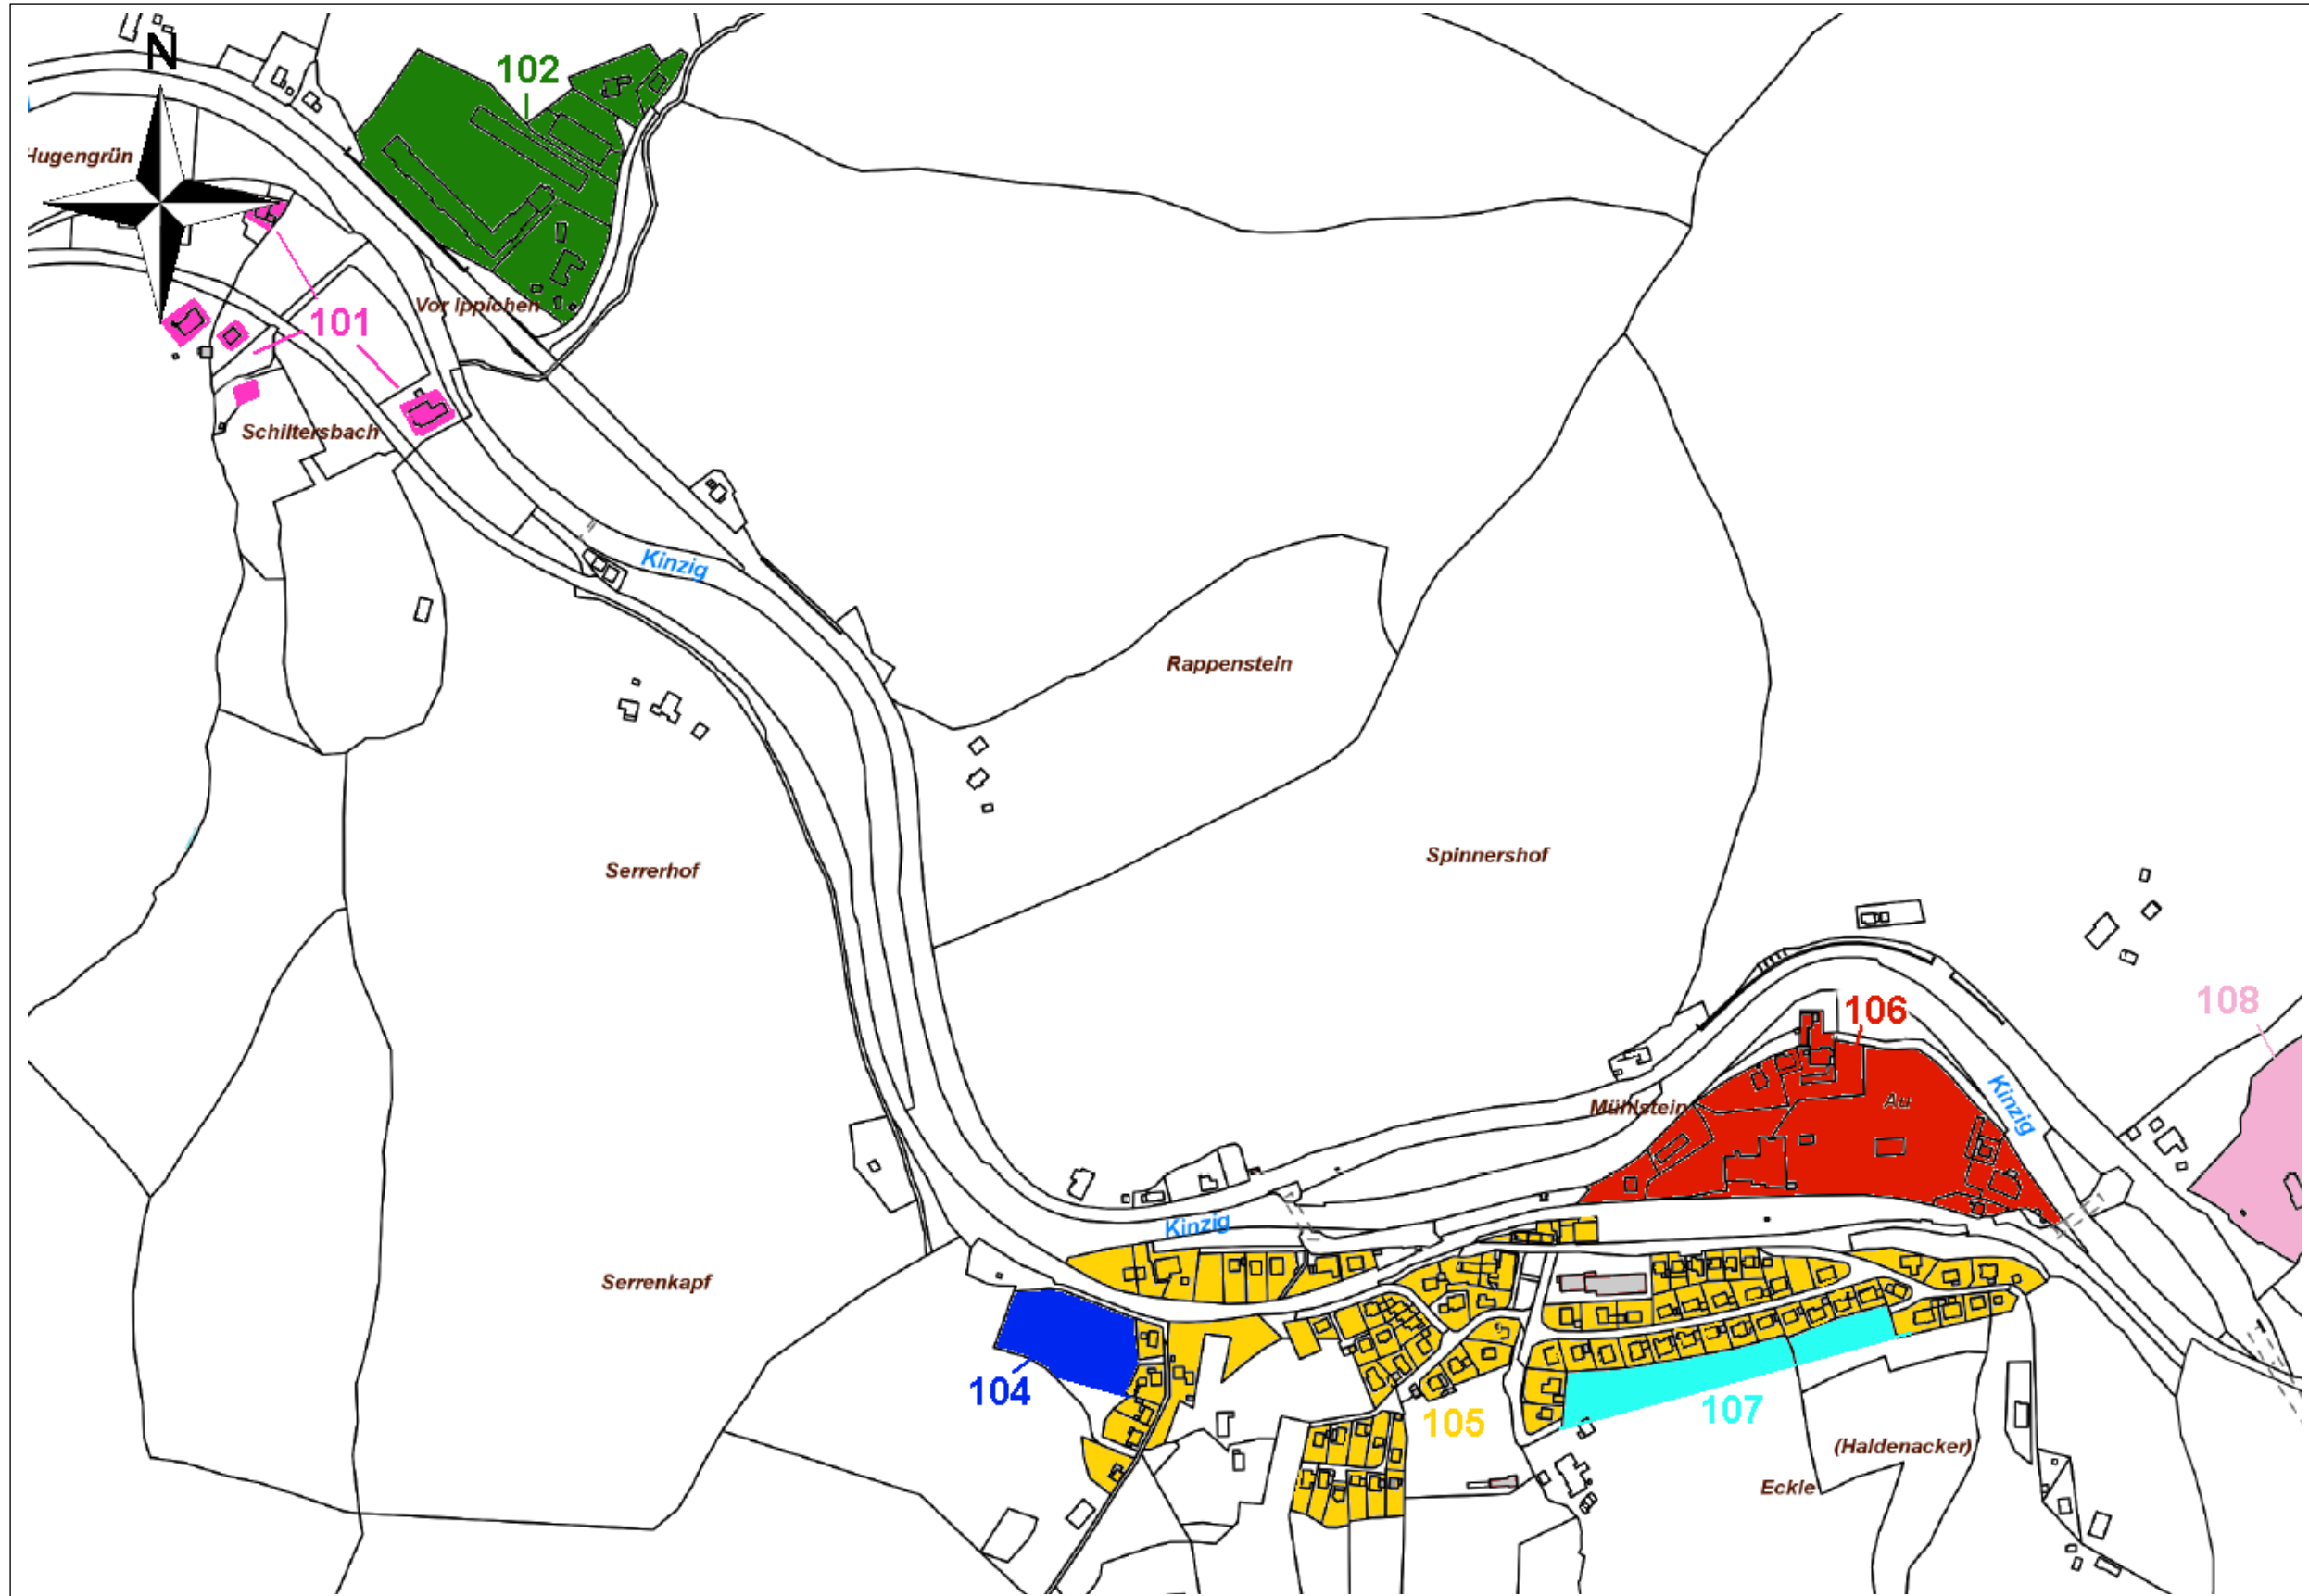 N
102
Hugengrün
Vor Ippichen
101
Schiltersbach
Kinzig
Rappenstein
Spinnershof
Serrerhof
108
106
Mühlstein
Au
Kinzig
Kinzig
Serrenkapf
104
105
107
(Haldenacker)
Eckle